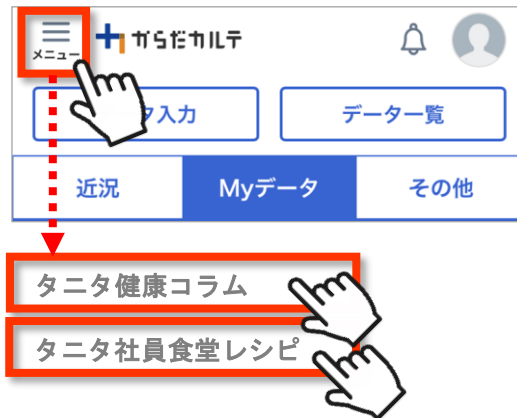 メニュー からだカルテ
タ入力 データ一覧
近況 Myデータ その他
タニタ健康コラム
タニタ社員食堂レシピ